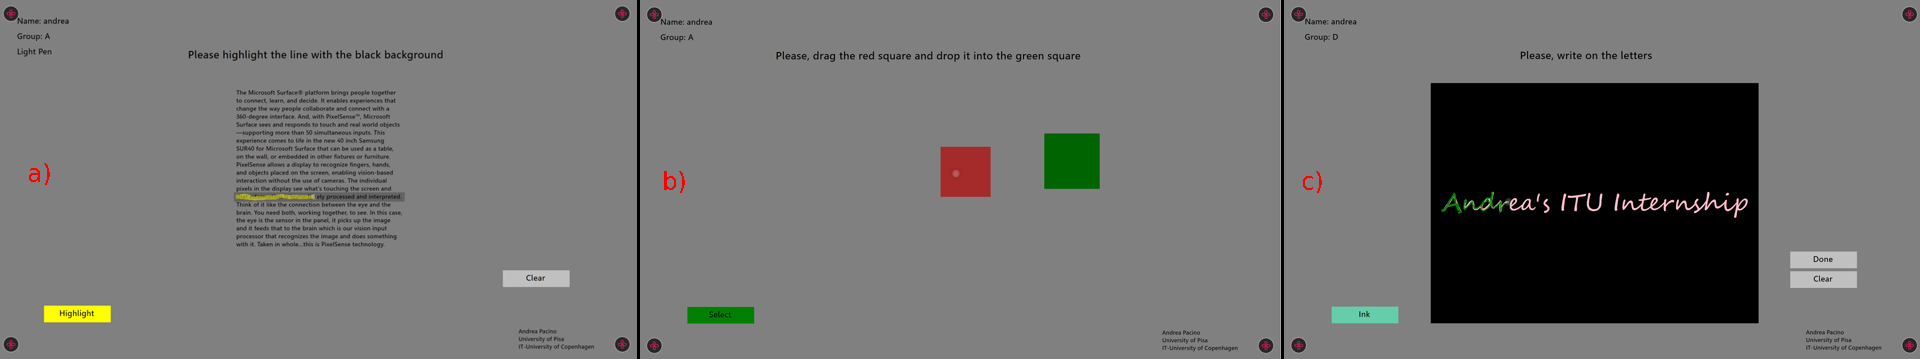 Name: andrea
Group: A
Light Pen
Please highlight the line with the black background
The Microsoft Surface® platform brings people together
to connect, learn, and decide. It enables experiences that
change the way people collaborate and connect with a
360-degree interface. And, with PixelSense™, Microsoft
Surface sees and responds to touch and real world objects
—supporting more than 50 simultaneous inputs. This
experience comes to life in the new 40 inch Samsung
SUR40 for Microsoft Surface that can be used as a table,
on the wall, or embedded in other fixtures or furniture.
PixelSense allows a display to recognize fingers, hands,
and objects placed on the screen, enabling vision-based
interaction without the use of cameras. The individual
pixels in the display see what's touching the screen and
ely processed and interpreted.
Think of it like the connection between the eye and the
brain. You need both, working together, to see. In this case,
the eye is the sensor in the panel, it picks up the image
and it feeds that to the brain which is our vision input
processor that recognizes the image and does something
with it. Taken in whole...this is PixelSense technology.
a)
Clear
Highlight
Andrea Pacino
University of Pisa
IT-University of Copenhagen
Name: andrea
Group: A
Please, drag the red square and drop it into the green square
b)
Select
Andrea Pacino
University of Pisa
IT-University of Copenhagen
Name: andrea
Group: D
Please, write on the letters
c)
Andrea's ITU Internship
Done
Clear
Ink
Andrea Pacino
University of Pisa
IT-University of Copenhagen